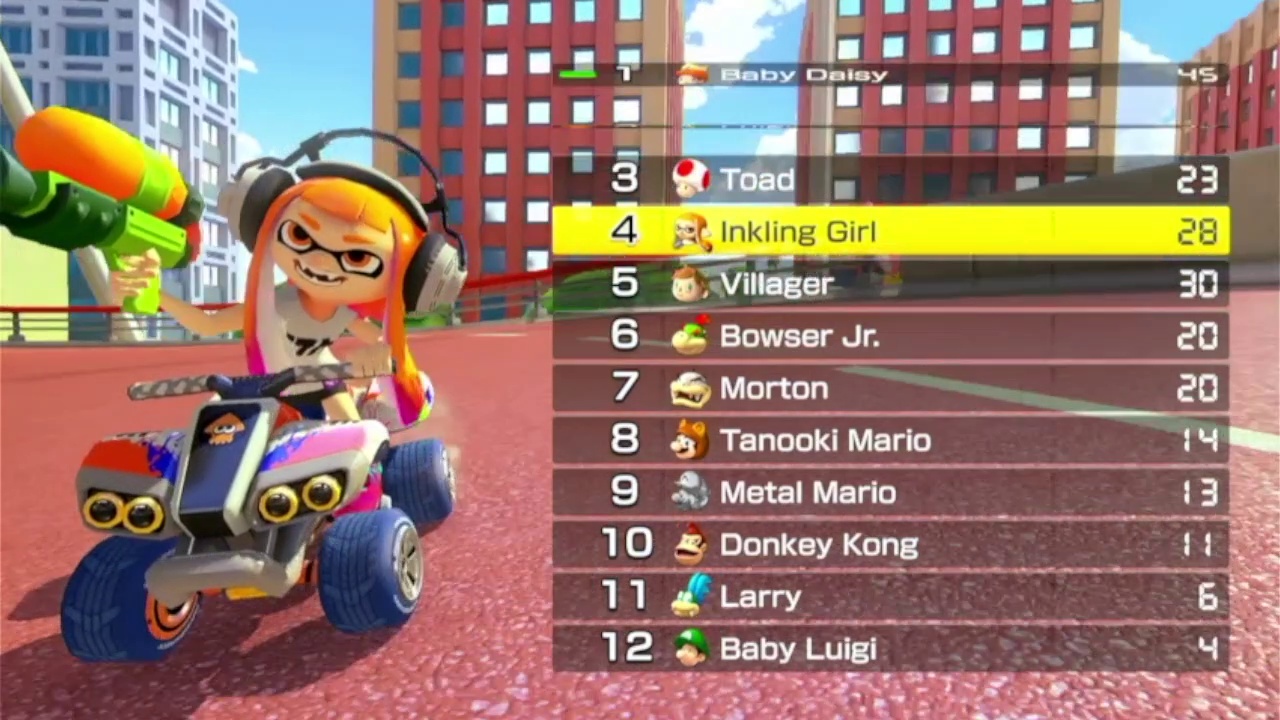 1 Baby Daisy 45
3 Toad 23
4 Inkling Girl 28
5 Villager 30
6 Bowser Jr. 20
7 Morton 20
8 Tanooki Mario 14
9 Metal Mario 13
10 Donkey Kong 11
11 Larry 6
12 Baby Luigi 4